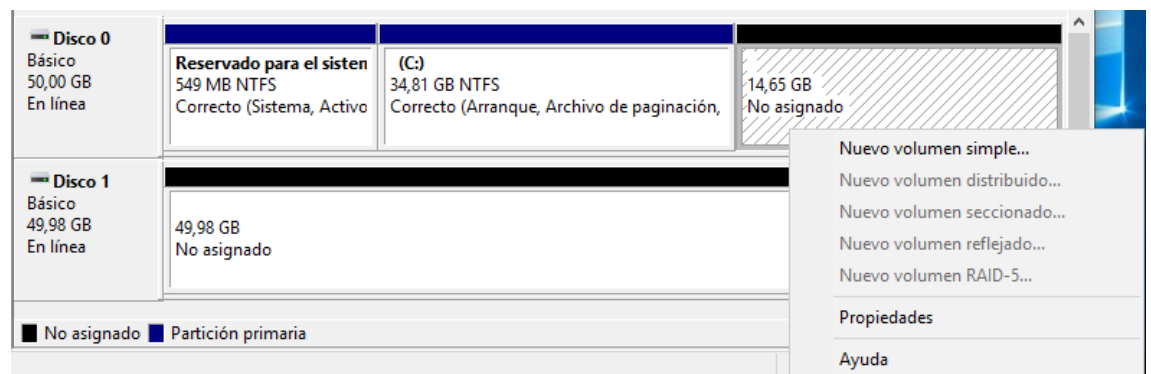 Disco 0
Básico
50,00 GB
En línea
Reservado para el sisten
549 MB NTFS
Correcto (Sistema, Activo
(C:)
34,81 GB NTFS
Correcto (Arranque, Archivo de paginación,
14,65 GB
No asignado
Disco 1
Básico
49,98 GB
En línea
49,98 GB
No asignado
Nuevo volumen simple...
Nuevo volumen distribuido...
Nuevo volumen seccionado...
Nuevo volumen reflejado...
Nuevo volumen RAID-5...
Propiedades
Ayuda
No asignado Partición primaria